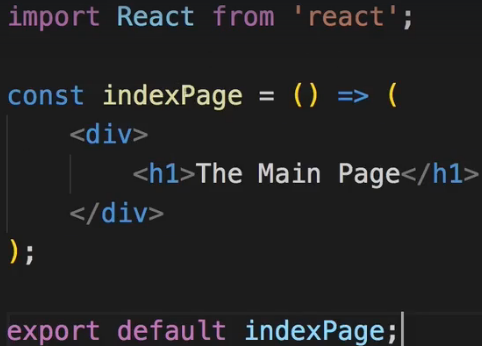 import React from 'react';
const indexPage = () => (
<div>
<h1>The Main Page</h1>
</div>
);
export default indexPage;